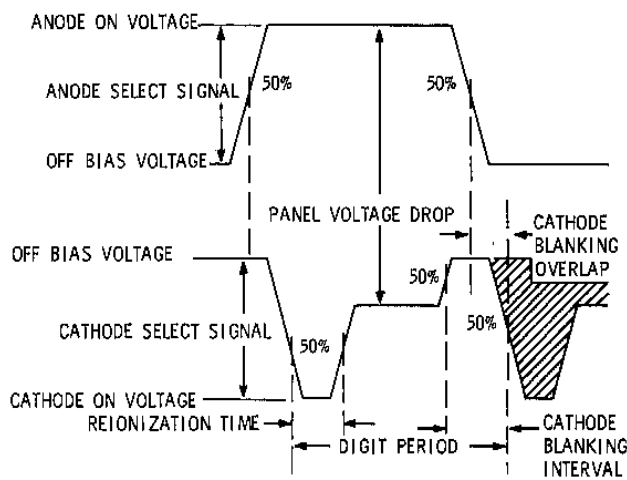 ANODE ON VOLTAGE
50%
50%
ANODE SELECT SIGNAL
OFF BIAS VOLTAGE
PANEL VOLTAGE DROP
CATHODE
BLANKING
OVERLAP
OFF BIAS VOLTAGE
50%
CATHODE SELECT SIGNAL
50%
50%
CATHODE ON VOLTAGE
REIONIZATION TIME
DIGIT PERIOD
CATHODE
BLANKING
INTERVAL